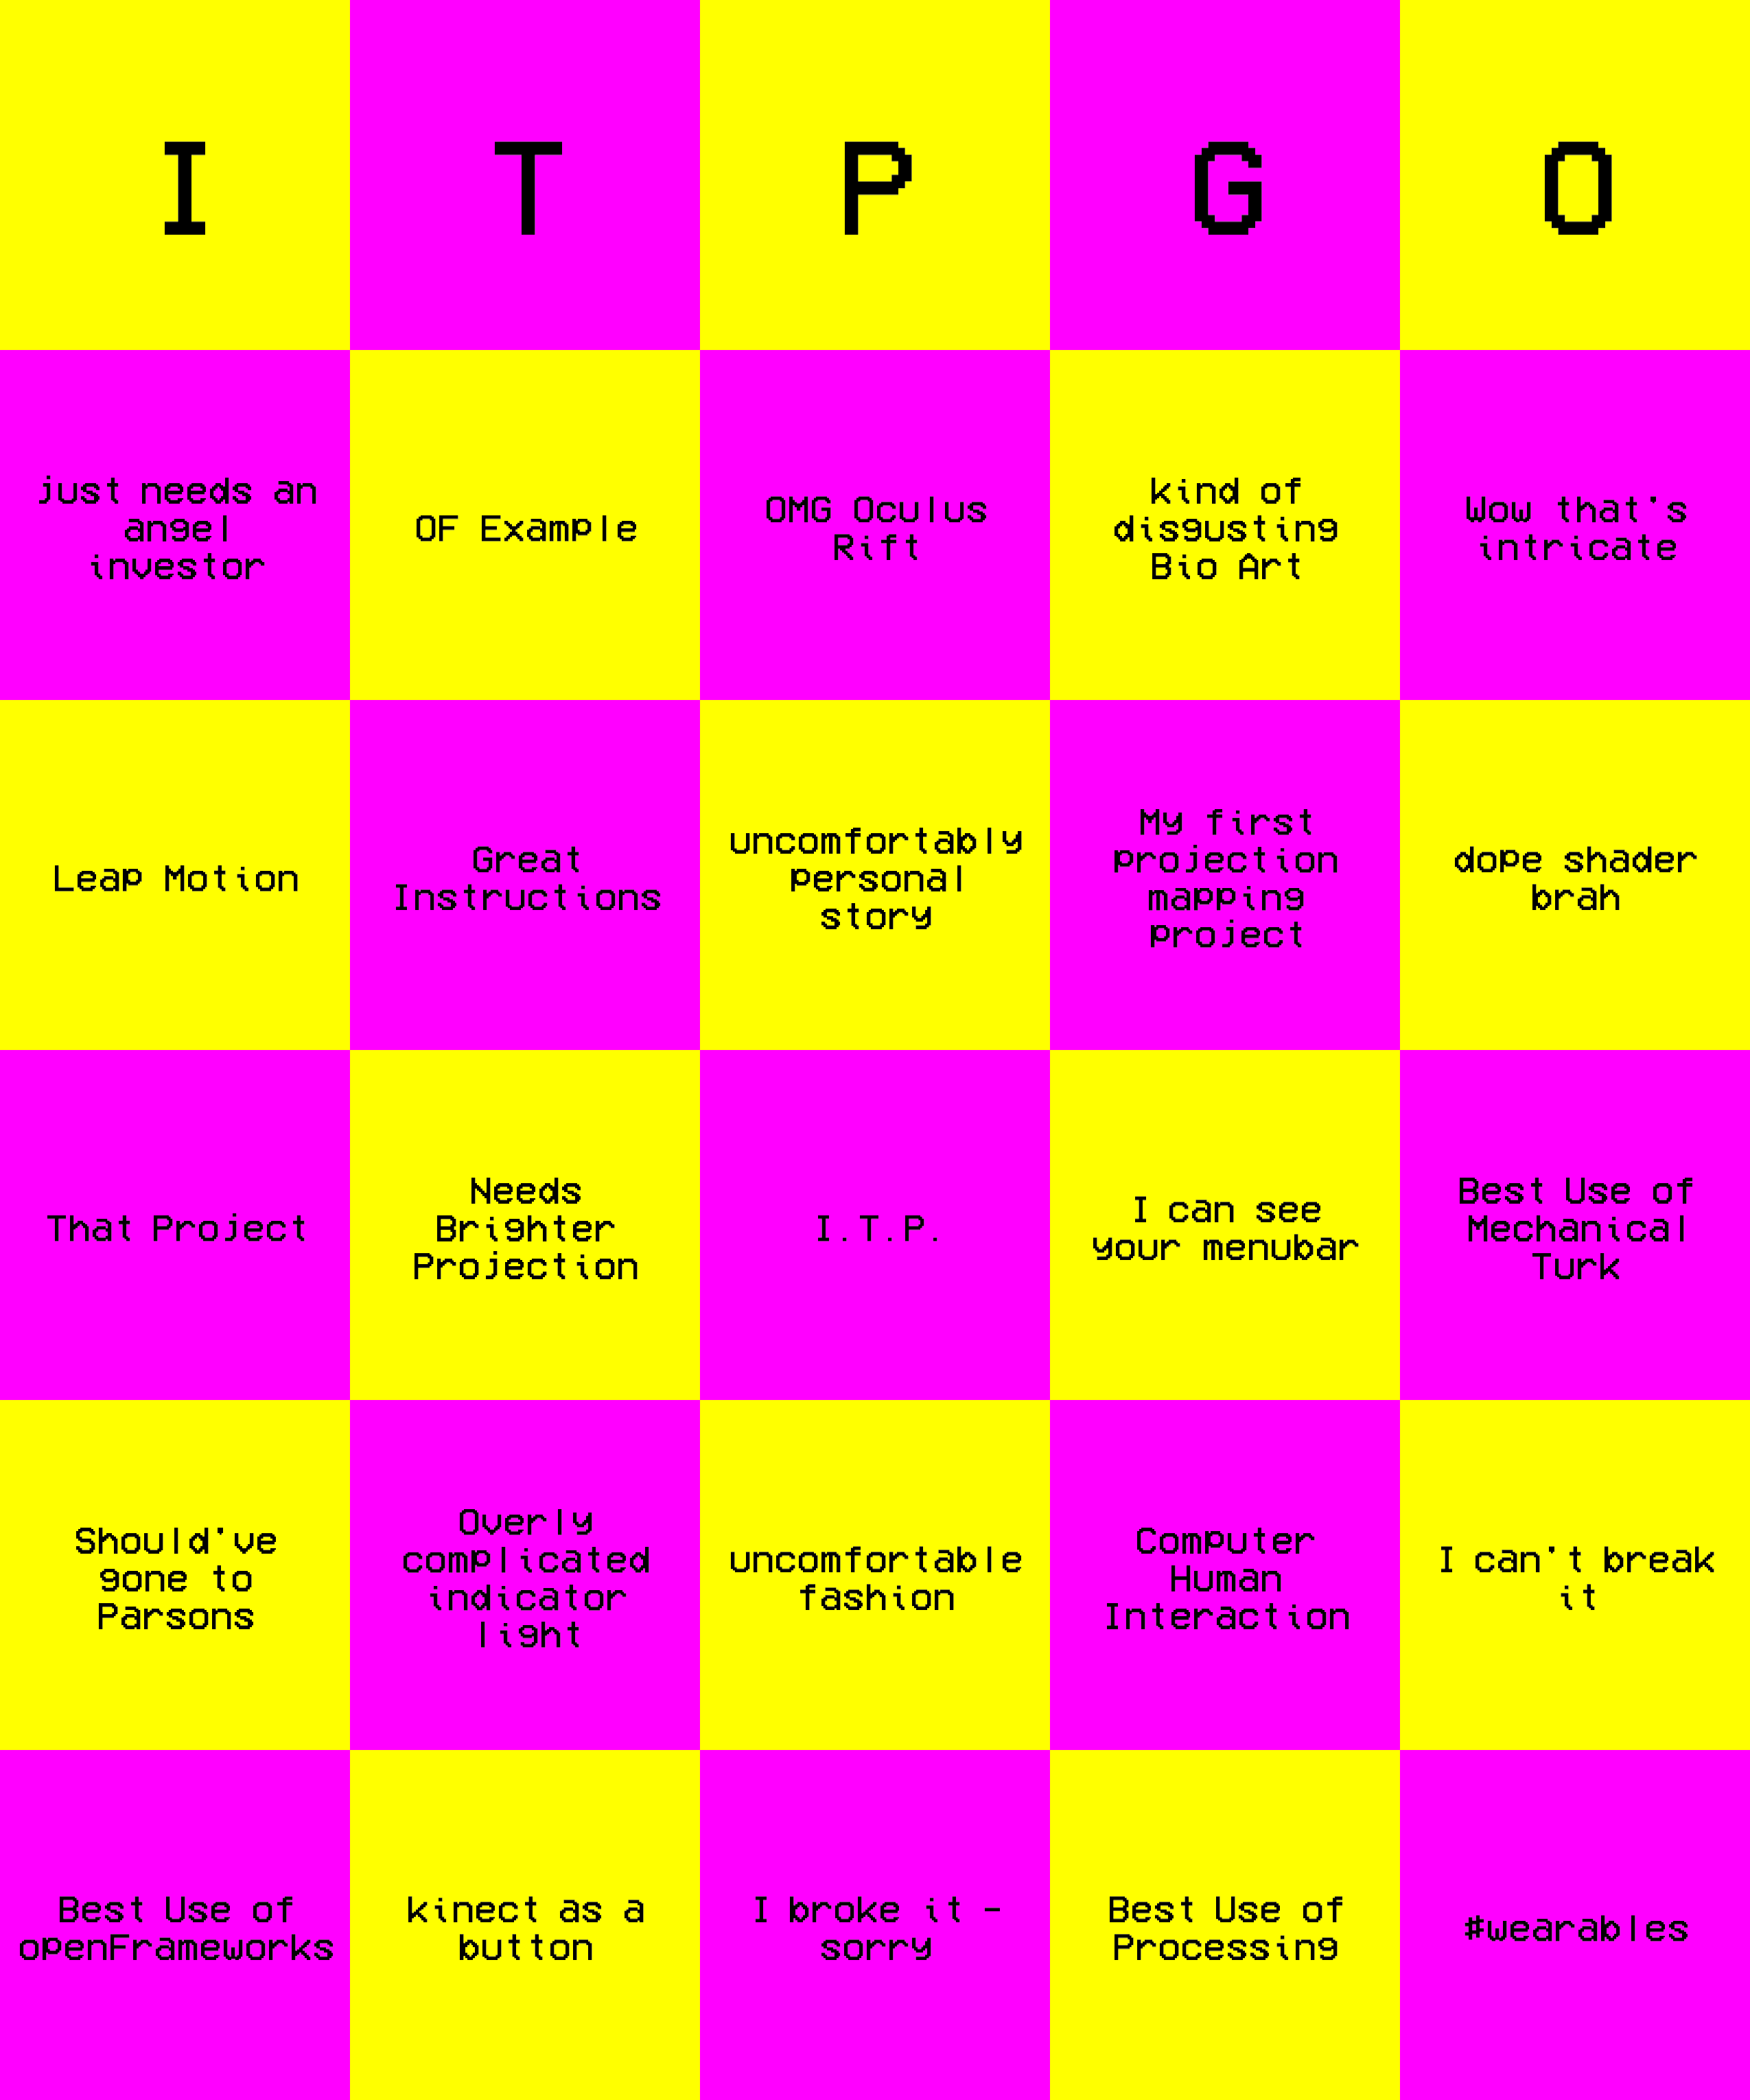 I T P G O
just needs an
angel
investor
OF Example
OMG Oculus
Rift
kind of
disgusting
Bio Art
Wow that's
intricate
Leap Motion
Great
Instructions
uncomfortably
personal
story
My first
projection
mapping
project
dope shader
brah
That Project
Needs
Brighter
Projection
I.T.P.
I can see
your menubar
Best Use of
Mechanical
Turk
Should've
gone to
Parsons
Overly
complicated
indicator
light
uncomfortable
fashion
Computer
Human
Interaction
I can't break
it
Best Use of
openFrameworks
kinect as a
button
I broke it -
sorry
Best Use of
Processing
#wearables